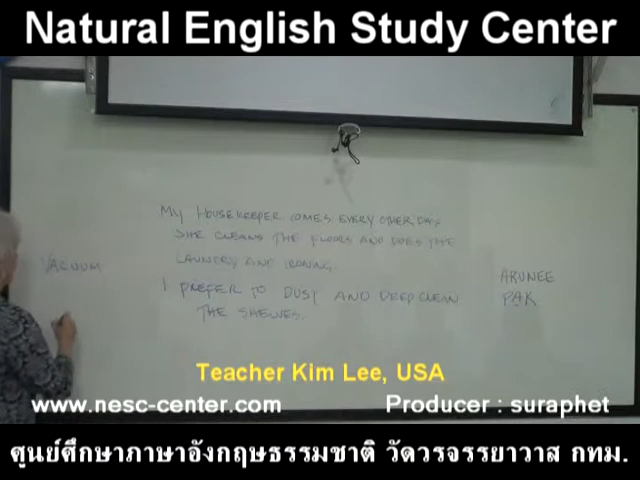 Natural English Study Center
MY HOUSEKEEPER COMES EVERY OTHER DAY
SHE CLEANS THE FLOORS AND DOES THE
LAUNDRY AND IRONING.
VACUUM
I PREFER TO DUST AND DEEP CLEAN
THE SHELVES.
ARUNEE
PAK
Teacher Kim Lee, USA
www.nesc-center.com
Producer : suraphet
ศูนย์ศึกษาภาษาอังกฤษธรรมชาติ วัดวรจรรยาวาส กทม.